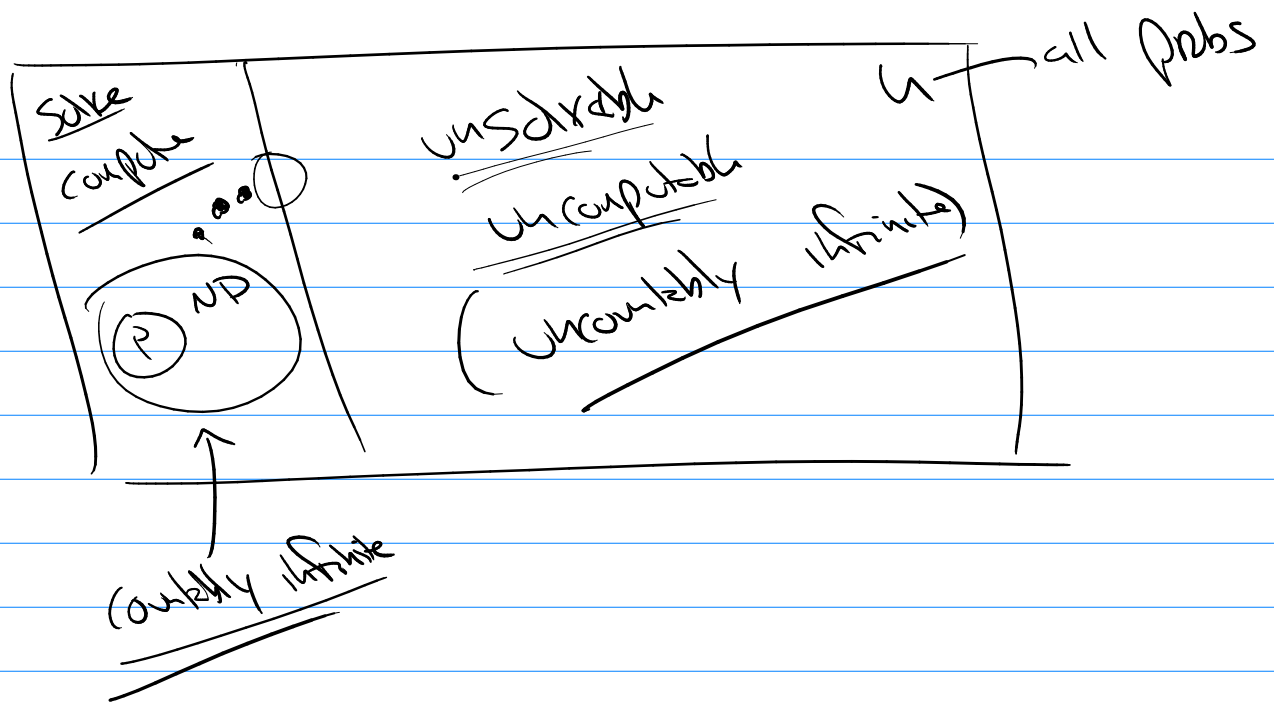 U all probs
solve
compute
unsolvable
uncomputable
(uncountably infinite)
NP
P
countably infinite